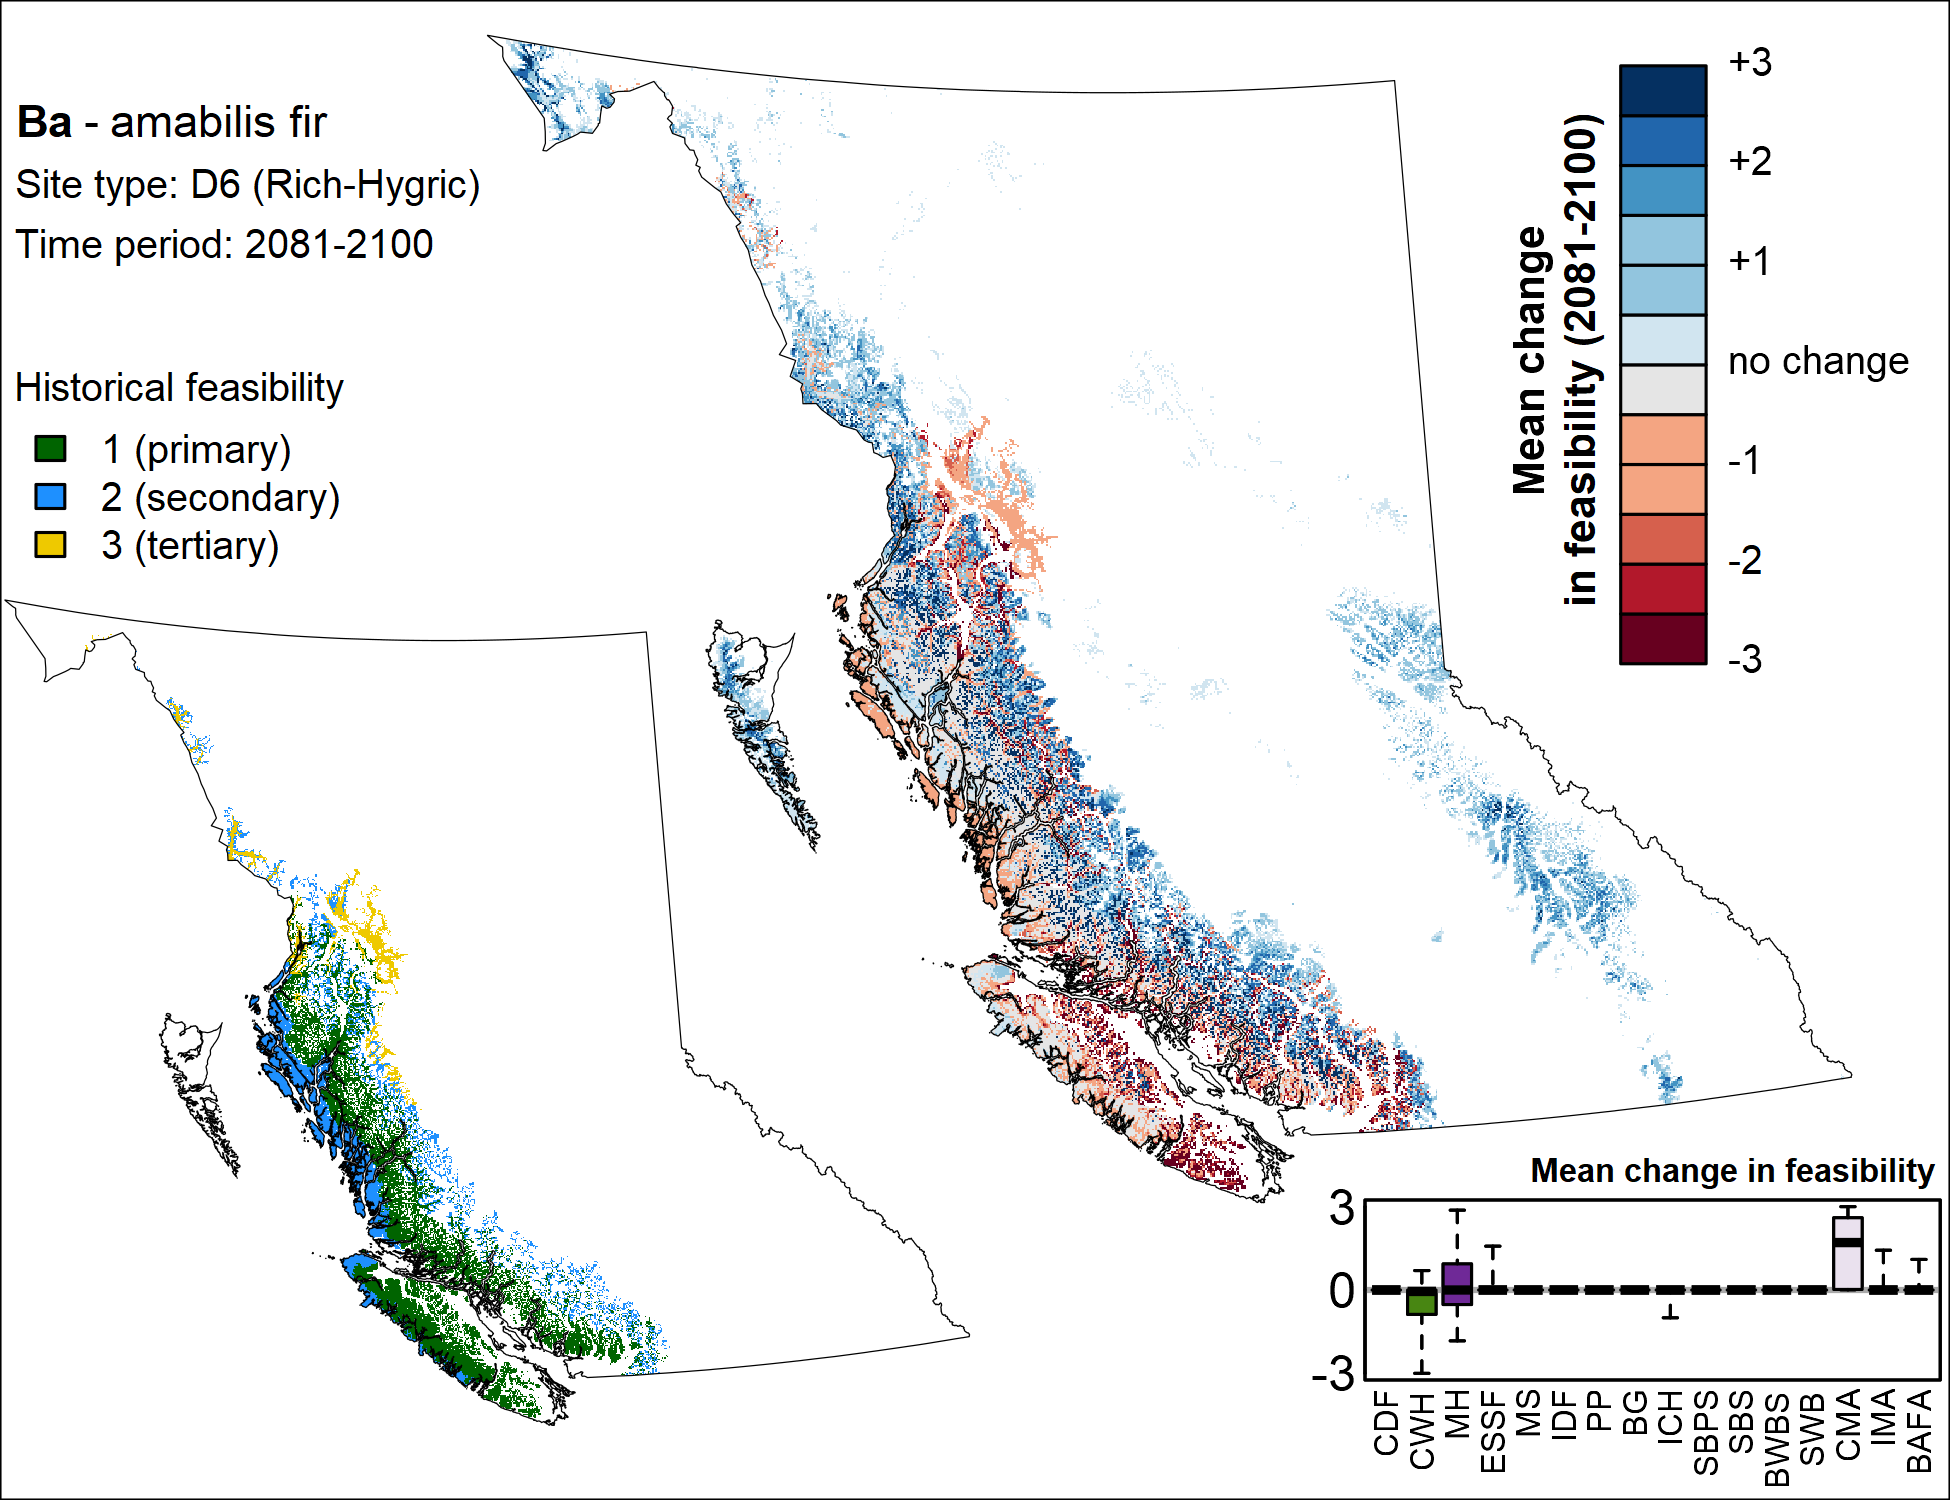 Ba - amabilis fir
Site type: D6 (Rich-Hygric)
Time period: 2081-2100
Historical feasibility
1 (primary)
2 (secondary)
3 (tertiary)
Mean change
in feasibility (2081-2100)
+3
+2
+1
no change
-1
-2
-3
Mean change in feasibility
3
0
-3
CDF
CWH
MH
ESSF
MS
IDF
PP
BG
ICH
SBPS
SBS
BWBS
SWB
CMA
IMA
BAFA